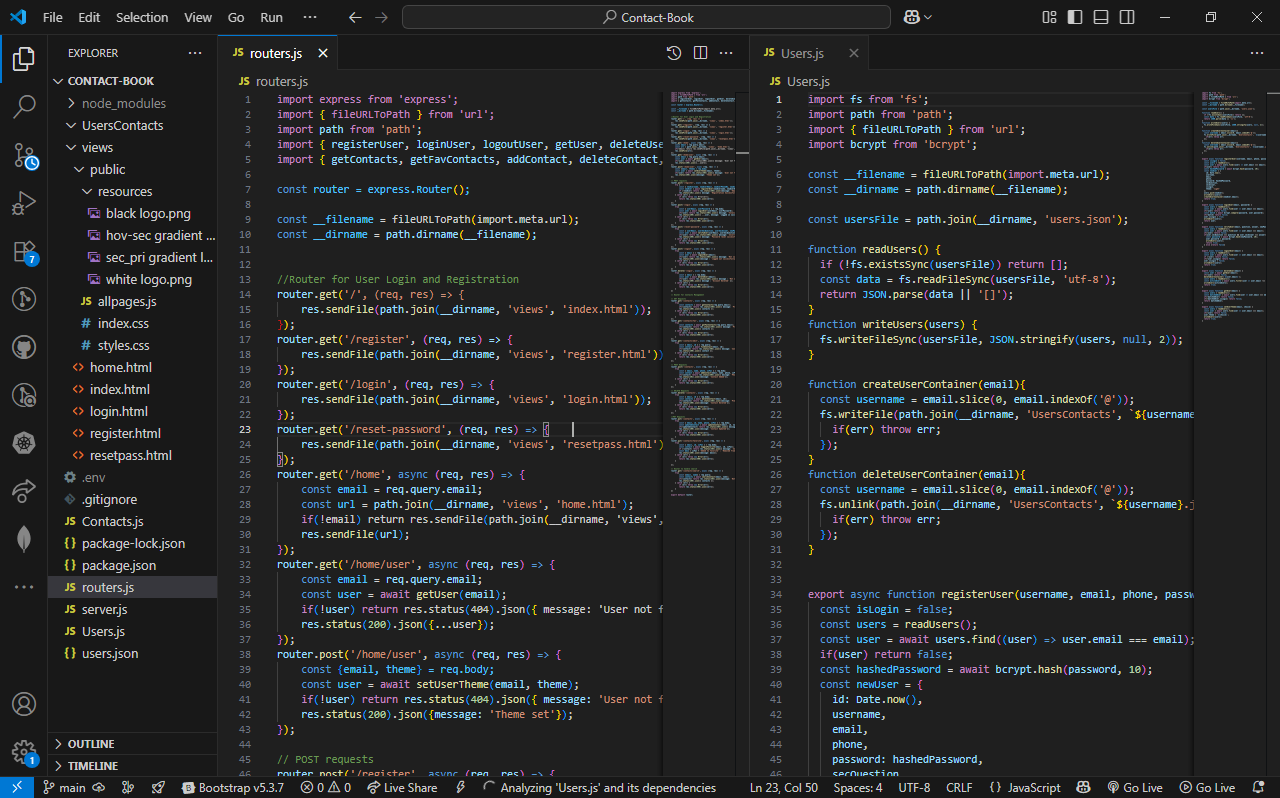 File Edit Selection View Go Run ··· Contact-Book
EXPLORER ···
CONTACT-BOOK
node_modules
UsersContacts
views
public
resources
black logo.png
hov-sec gradient ...
sec_pri gradient l...
white logo.png
JS allpages.js
# index.css
# styles.css
<> home.html
<> index.html
<> login.html
<> register.html
<> resetpass.html
.env
.gitignore
JS Contacts.js
{} package-lock.json
{} package.json
JS routers.js
JS server.js
JS Users.js
{} users.json
OUTLINE
TIMELINE
7
1
JS routers.js
JS routers.js
1 import express from 'express';
2 import { fileURLToPath } from 'url';
3 import path from 'path';
4 import { registerUser, loginUser, logoutUser, getUser, deleteUse
5 import { getContacts, getFavContacts, addContact, deleteContact,
6
7 const router = express.Router();
8
9 const __filename = fileURLToPath(import.meta.url);
10 const __dirname = path.dirname(__filename);
11
12
13 //Router for User Login and Registration
14 router.get('/', (req, res) => {
15 res.sendFile(path.join(__dirname, 'views', 'index.html'));
16 });
17 router.get('/register', (req, res) => {
18 res.sendFile(path.join(__dirname, 'views', 'register.html'))
19 });
20 router.get('/login', (req, res) => {
21 res.sendFile(path.join(__dirname, 'views', 'login.html'));
22 });
23 router.get('/reset-password', (req, res) => {
24 res.sendFile(path.join(__dirname, 'views', 'resetpass.html')
25 });
26 router.get('/home', async (req, res) => {
27 const email = req.query.email;
28 const url = path.join(__dirname, 'views', 'home.html');
29 if(!email) return res.sendFile(path.join(__dirname, 'views',
30 res.sendFile(url);
31 });
32 router.get('/home/user', async (req, res) => {
33 const email = req.query.email;
34 const user = await getUser(email);
35 if(!user) return res.status(404).json({ message: 'User not f
36 res.status(200).json({...user});
37 });
38 router.post('/home/user', async (req, res) => {
39 const {email, theme} = req.body;
40 const user = await setUserTheme(email, theme);
41 if(!user) return res.status(404).json({ message: 'User not f
42 res.status(200).json({message: 'Theme set'});
43 });
44
45 // POST requests
46 router.post('/register', async (req, res) => {
JS Users.js
JS Users.js
1 import fs from 'fs';
2 import path from 'path';
3 import { fileURLToPath } from 'url';
4 import bcrypt from 'bcrypt';
5
6 const __filename = fileURLToPath(import.meta.url);
7 const __dirname = path.dirname(__filename);
8
9 const usersFile = path.join(__dirname, 'users.json');
10
11 function readUsers() {
12 if (!fs.existsSync(usersFile)) return [];
13 const data = fs.readFileSync(usersFile, 'utf-8');
14 return JSON.parse(data || '[]');
15 }
16 function writeUsers(users) {
17 fs.writeFileSync(usersFile, JSON.stringify(users, null, 2));
18 }
19
20 function createUserContainer(email){
21 const username = email.slice(0, email.indexOf('@'));
22 fs.writeFile(path.join(__dirname, 'UsersContacts', `${username
23 if(err) throw err;
24 });
25 }
26 function deleteUserContainer(email){
27 const username = email.slice(0, email.indexOf('@'));
28 fs.unlink(path.join(__dirname, 'UsersContacts', `${username}.j
29 if(err) throw err;
30 });
31 }
32
33
34 export async function registerUser(username, email, phone, passw
35 const isLogin = false;
36 const users = readUsers();
37 const user = await users.find((user) => user.email === email);
38 if(user) return false;
39 const hashedPassword = await bcrypt.hash(password, 10);
40 const newUser = {
41 id: Date.now(),
42 username,
43 email,
44 phone,
45 password: hashedPassword,
46 secQuestion
main Bootstrap v5.3.7 0 0 Live Share Analyzing 'Users.js' and its dependencies Ln 23, Col 50 Spaces: 4 UTF-8 CRLF {} JavaScript Go Live Go Live